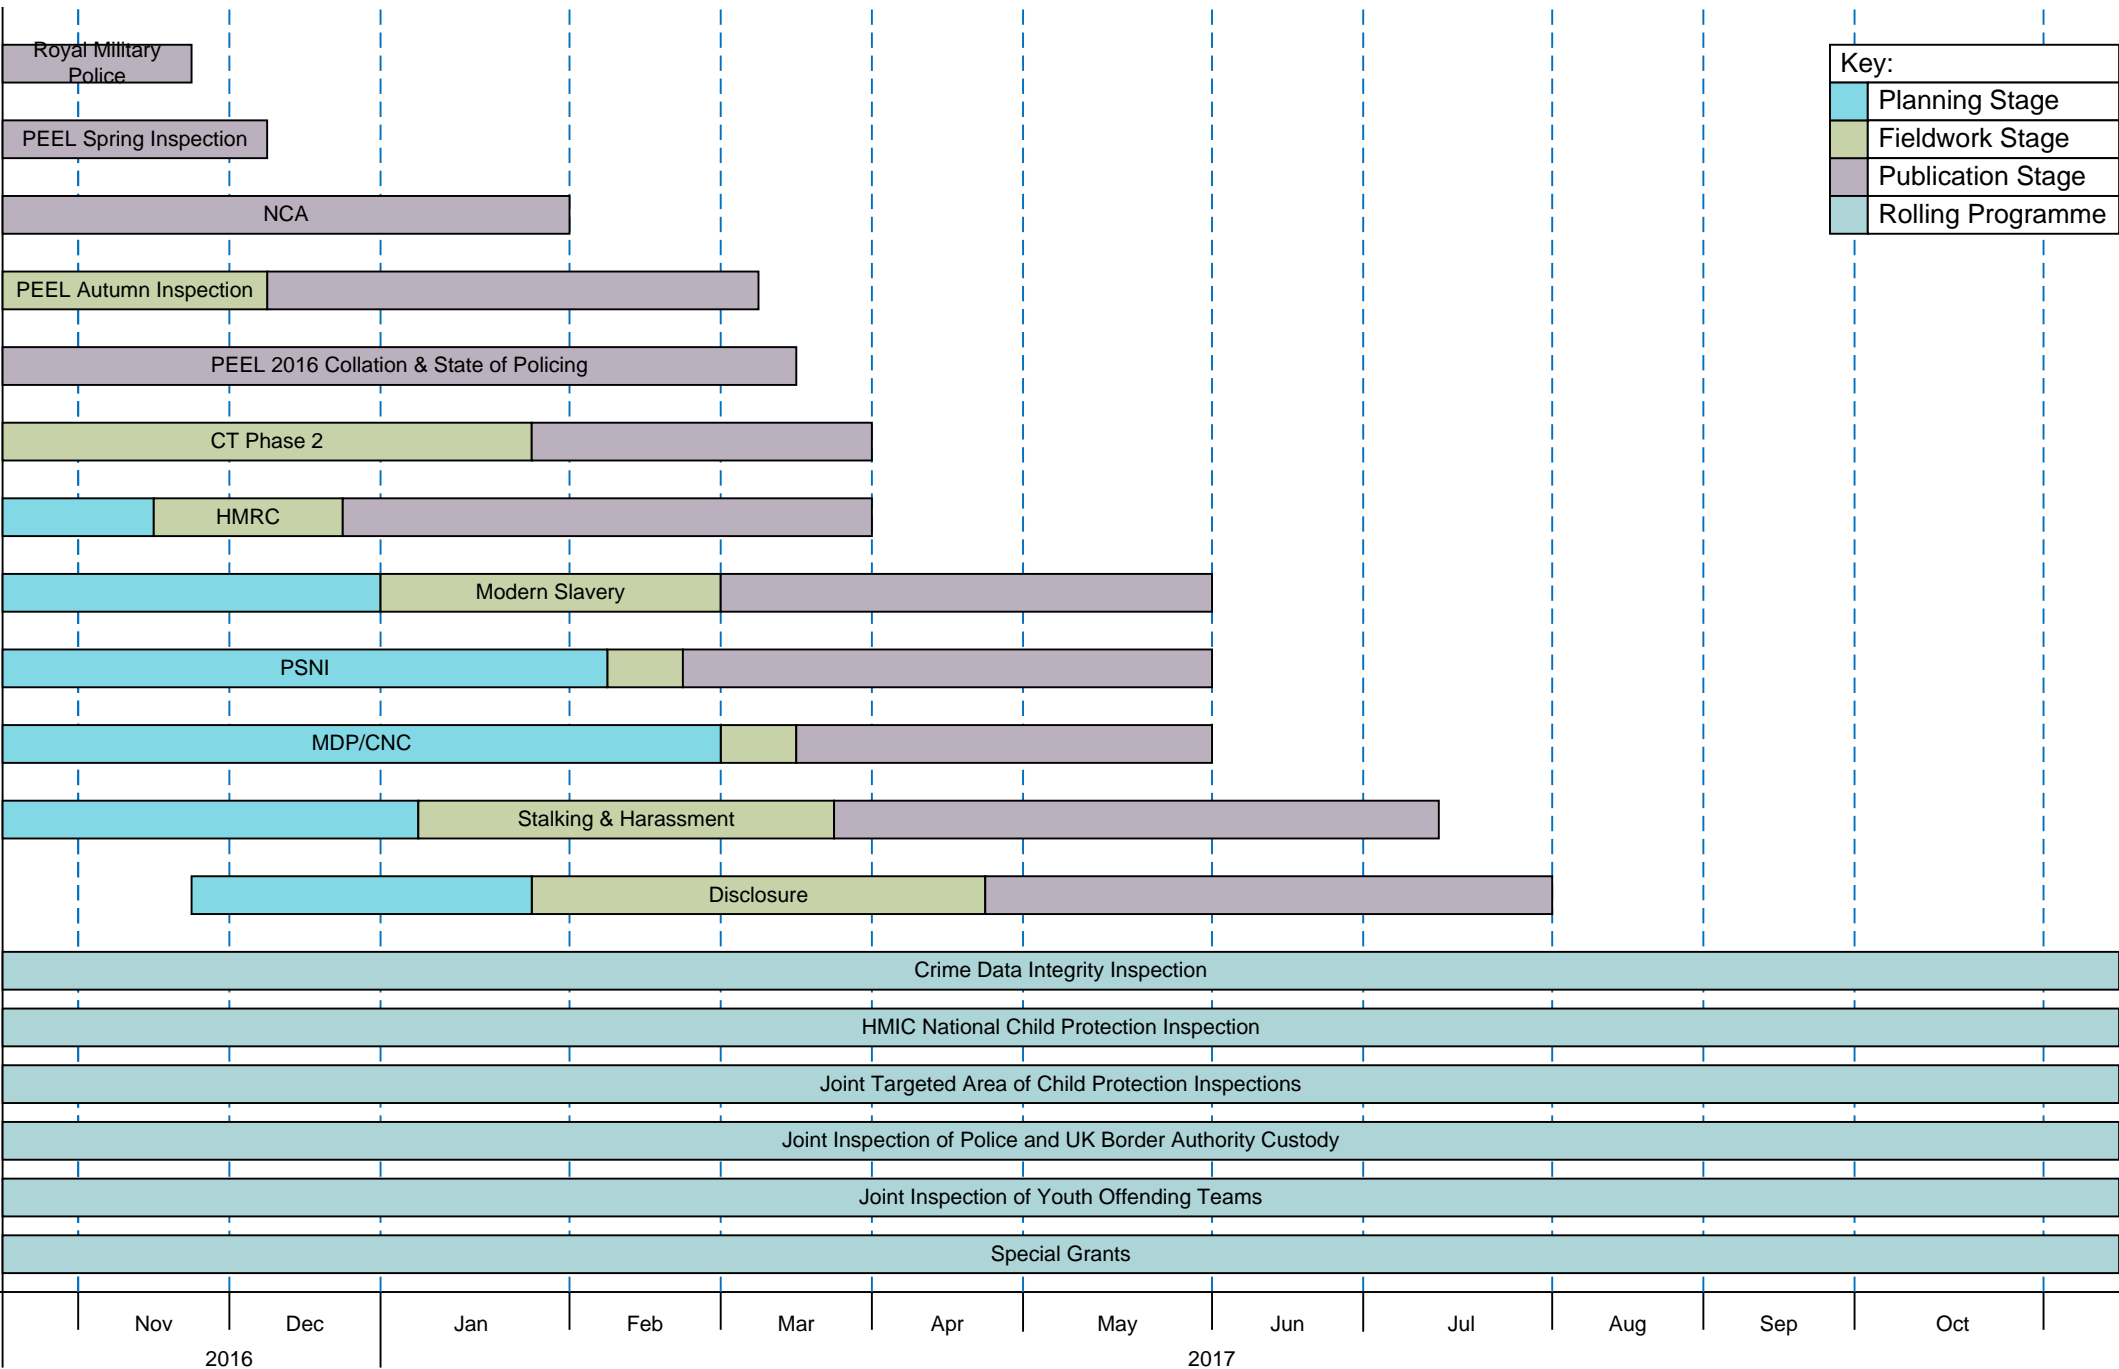 Royal Military
Police
Key:
Planning Stage
PEEL Spring Inspection
Fieldwork Stage
Publication Stage
NCA
Rolling Programme
PEEL Autumn Inspection
PEEL 2016 Collation & State of Policing
CT Phase 2
HMRC
Modern Slavery
PSNI
MDP/CNC
Stalking & Harassment
Disclosure
Crime Data Integrity Inspection
HMIC National Child Protection Inspection
Joint Targeted Area of Child Protection Inspections
Joint Inspection of Police and UK Border Authority Custody
Joint Inspection of Youth Offending Teams
Special Grants
Nov Dec Jan Feb Mar Apr May Jun Jul Aug Sep Oct
2016 2017